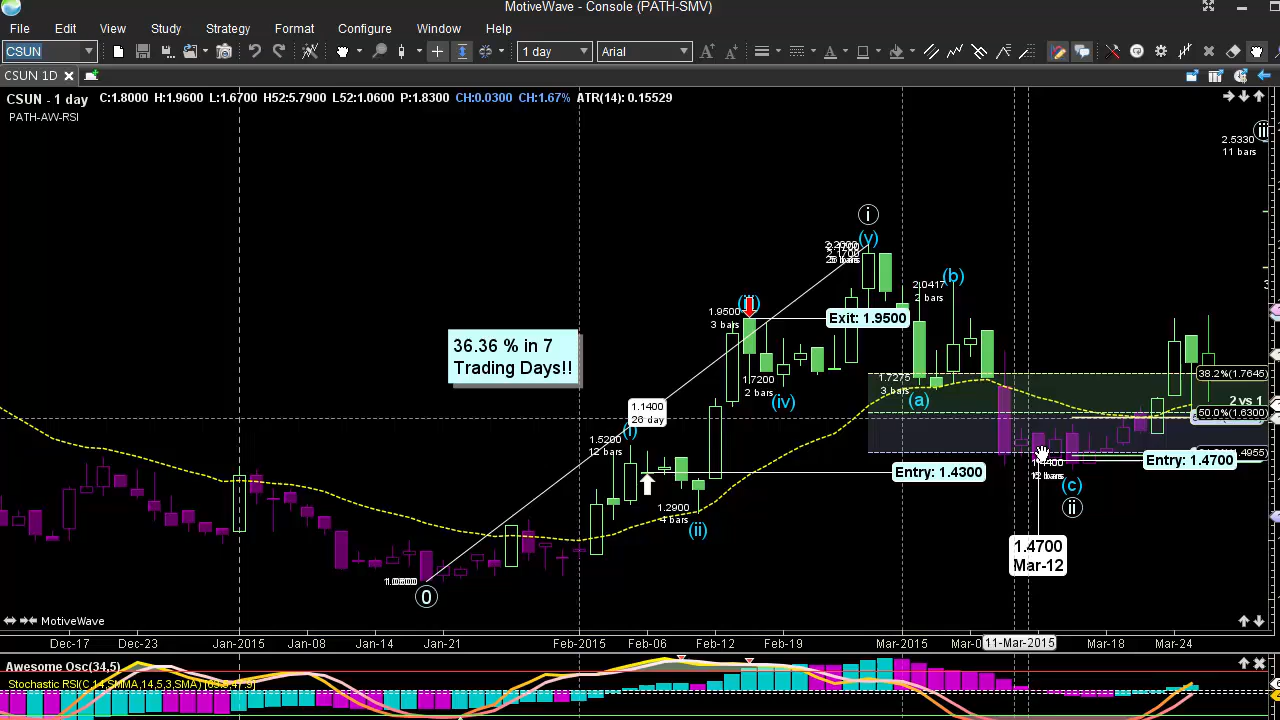 MotiveWave - Console (PATH-SMV)
File Edit View Study Strategy Format Configure Window Help
CSUN 1 day Arial
CSUN 1D
CSUN - 1 day C:1.8000 H:1.9600 L:1.6700 H52:5.7900 L52:1.0600 P:1.8300 CH:0.0300 CH:1.67% ATR(14): 0.15529
PATH-AW-RSI
2.5330
11 bars
i
(v)
2.0417
2 bars
(b)
1.9500
3 bars
Exit: 1.9500
36.36 % in 7
Trading Days!!
1.7200
2 bars
(iv)
1.7275
3 bars
(a)
38.2%(1.7645)
2 vs 1
50.0%(1.6300)
1.1400
26 day
(i)
1.5200
12 bars
Entry: 1.4300
Entry: 1.4700
1.2900
4 bars
(ii)
(c)
ii
1.4700
Mar-12
0
MotiveWave
Dec-17 Dec-23 Jan-2015 Jan-06 Jan-14 Jan-21 Feb-2015 Feb-06 Feb-12 Feb-19 Mar-2015 11-Mar-2015 Mar-18 Mar-24
Awesome Osc(34,5)